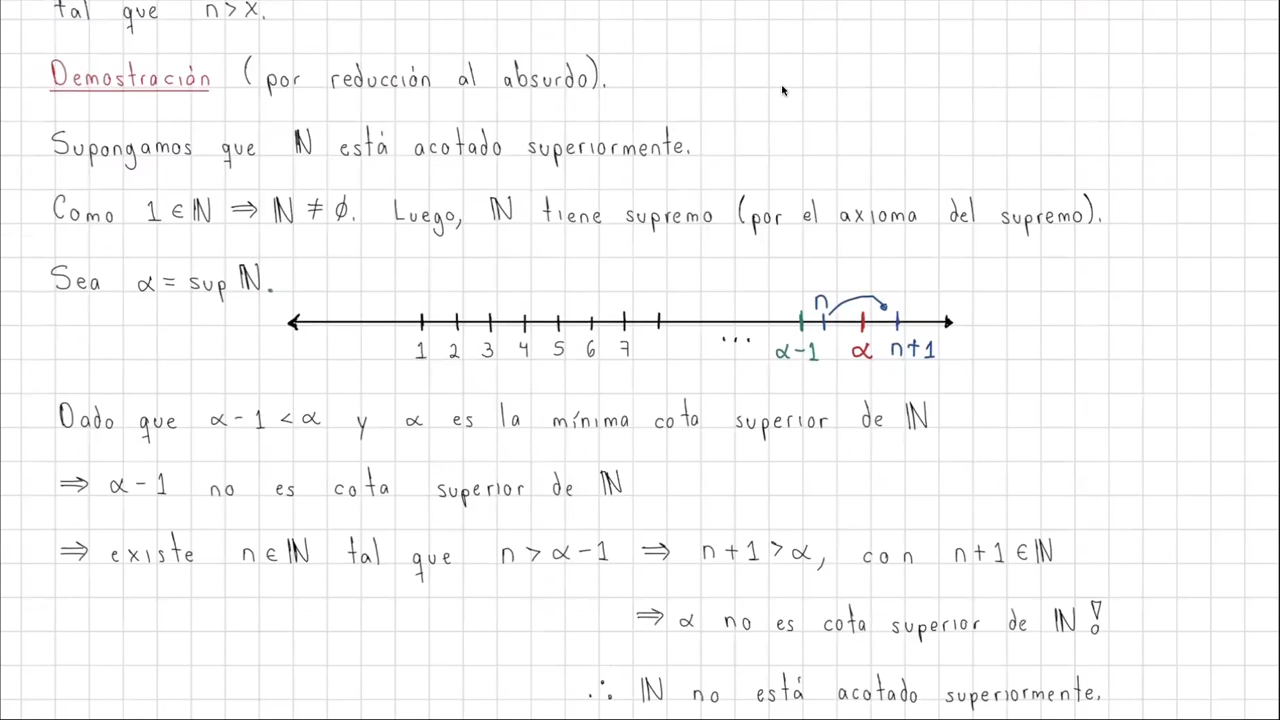 tal que n > x.
Demostración (por reducción al absurdo).
Supongamos que ℕ está acotado superiormente.
Como 1 ∈ ℕ ⇒ ℕ ≠ ∅. Luego, ℕ tiene supremo (por el axioma del supremo).
Sea α = sup ℕ.
n
1 2 3 4 5 6 7 ... α-1 α n+1
Dado que α-1 < α y α es la mínima cota superior de ℕ
⇒ α-1 no es cota superior de ℕ
⇒ existe n ∈ ℕ tal que n > α-1 ⇒ n+1 > α, con n+1 ∈ ℕ
⇒ α no es cota superior de ℕ!
∴ ℕ no está acotado superiormente.